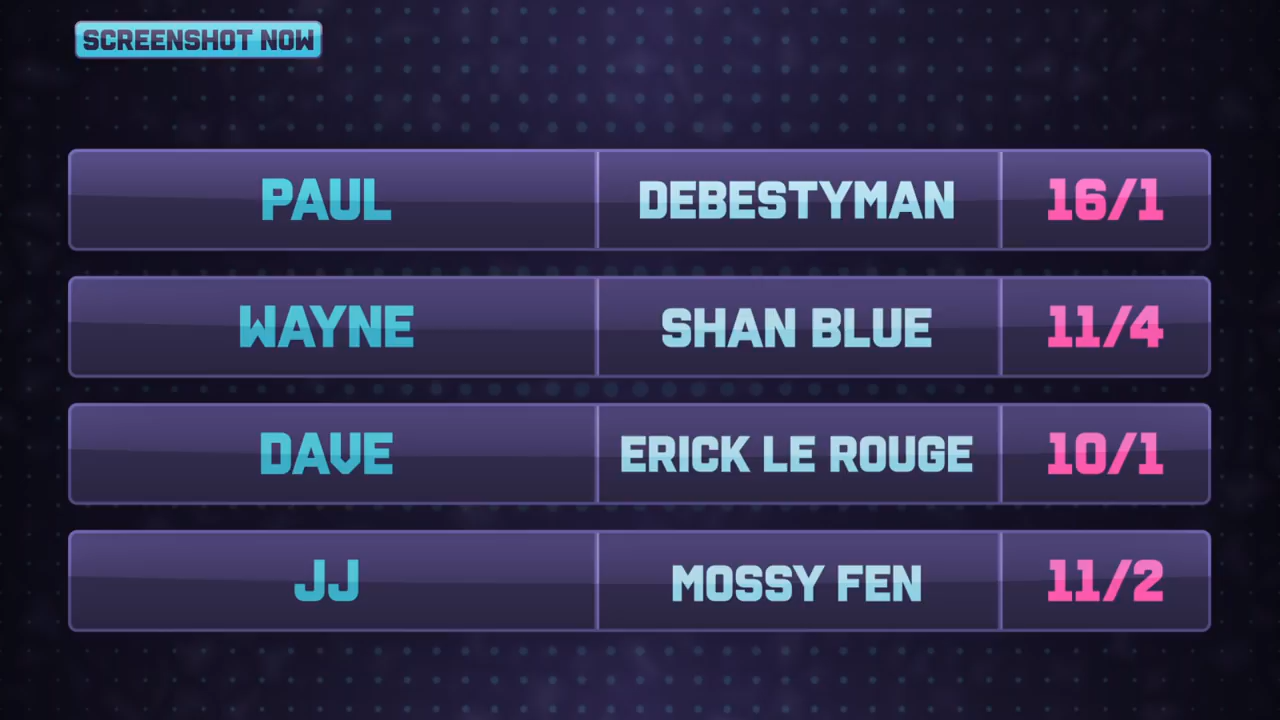 SCREENSHOT NOW
PAUL DEBESTYMAN 16/1
WAYNE SHAN BLUE 11/4
DAVE ERICK LE ROUGE 10/1
JJ MOSSY FEN 11/2